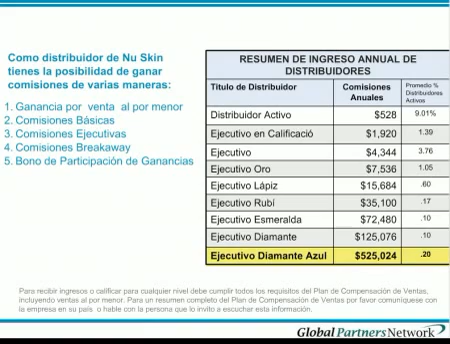 Como distribuidor de Nu Skin
tienes la posibilidad de ganar
comisiones de varias maneras:
1. Ganancia por venta al por menor
2. Comisiones Básicas
3. Comisiones Ejecutivas
4. Comisiones Breakaway
5. Bono de Participación de Ganancias
RESUMEN DE INGRESO ANNUAL DE
DISTRIBUIDORES
Titulo de Distribuidor
Comisiones
Anuales
Promedio %
Distribuidores
Activos
Distribuidor Activo $528 9.01%
Ejecutivo en Calificació $1,920 1.39
Ejecutivo $4,344 3.76
Ejecutivo Oro $7,536 1.05
Ejecutivo Lápiz $15,684 .60
Ejecutivo Rubí $35,100 .17
Ejecutivo Esmeralda $72,480 .10
Ejecutivo Diamante $125,076 .10
Ejecutivo Diamante Azul $525,024 .20
Para recibir ingresos o calificar para cualquier nivel debe cumplir todos los requisitos del Plan de Compensación de Ventas,
incluyendo ventas al por menor. Para un resumen completo del Plan de Compensación de Ventas por favor comuníquese con
la empresa en su país o hable con la persona que lo invito a escuchar esta información.
Global Partners Network